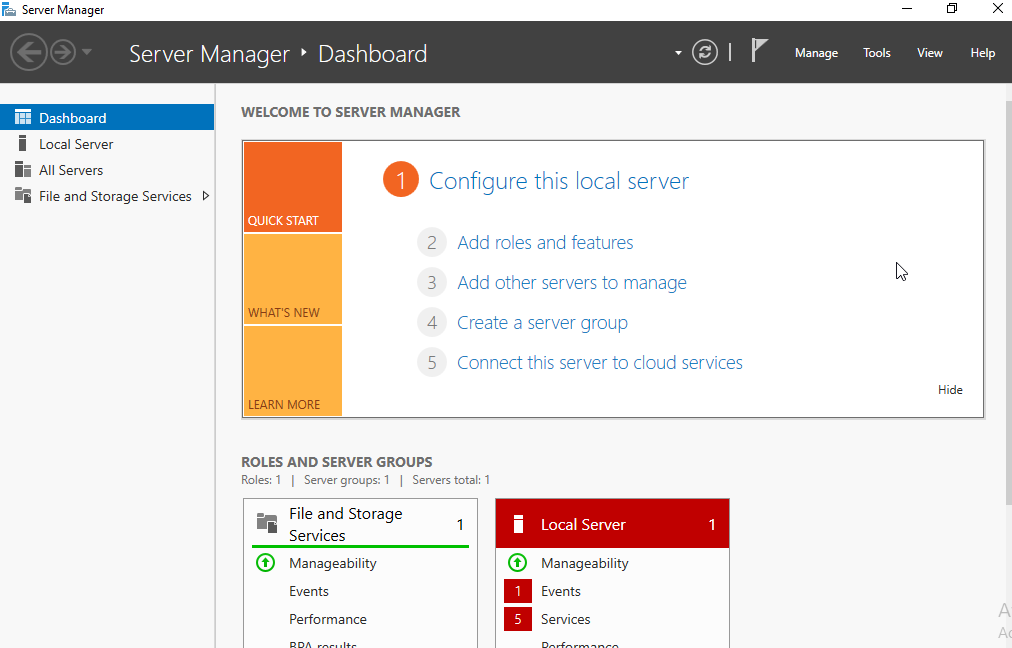 Server Manager
Server Manager ‣ Dashboard
Manage Tools View Help
Dashboard
Local Server
All Servers
File and Storage Services
WELCOME TO SERVER MANAGER
QUICK START
WHAT'S NEW
LEARN MORE
1 Configure this local server
2 Add roles and features
3 Add other servers to manage
4 Create a server group
5 Connect this server to cloud services
Hide
ROLES AND SERVER GROUPS
Roles: 1 | Server groups: 1 | Servers total: 1
File and Storage
Services 1
Manageability
Events
Performance
BPA results
Local Server 1
Manageability
1 Events
5 Services
Performance